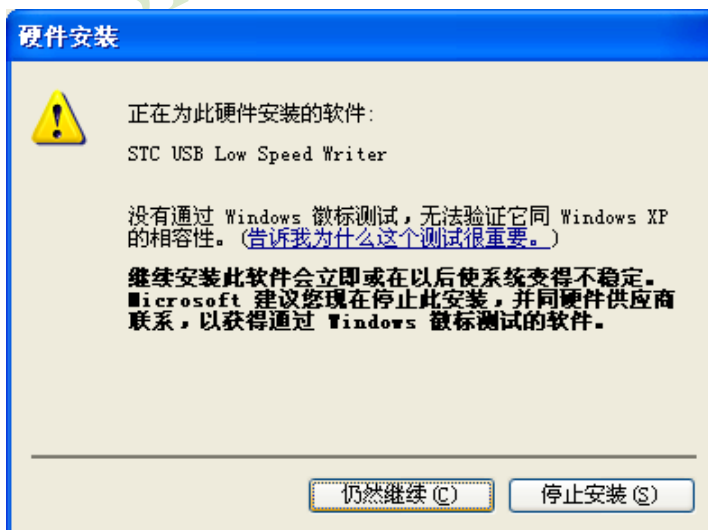 硬件安装
正在为此硬件安装的软件:
STC USB Low Speed Writer
没有通过 Windows 徽标测试，无法验证它同 Windows XP
的相容性。(告诉我为什么这个测试很重要。)
继续安装此软件会立即或在以后使系统变得不稳定。
Microsoft 建议您现在停止此安装，并同硬件供应商
联系，以获得通过 Windows 徽标测试的软件。
仍然继续(C) 停止安装(S)